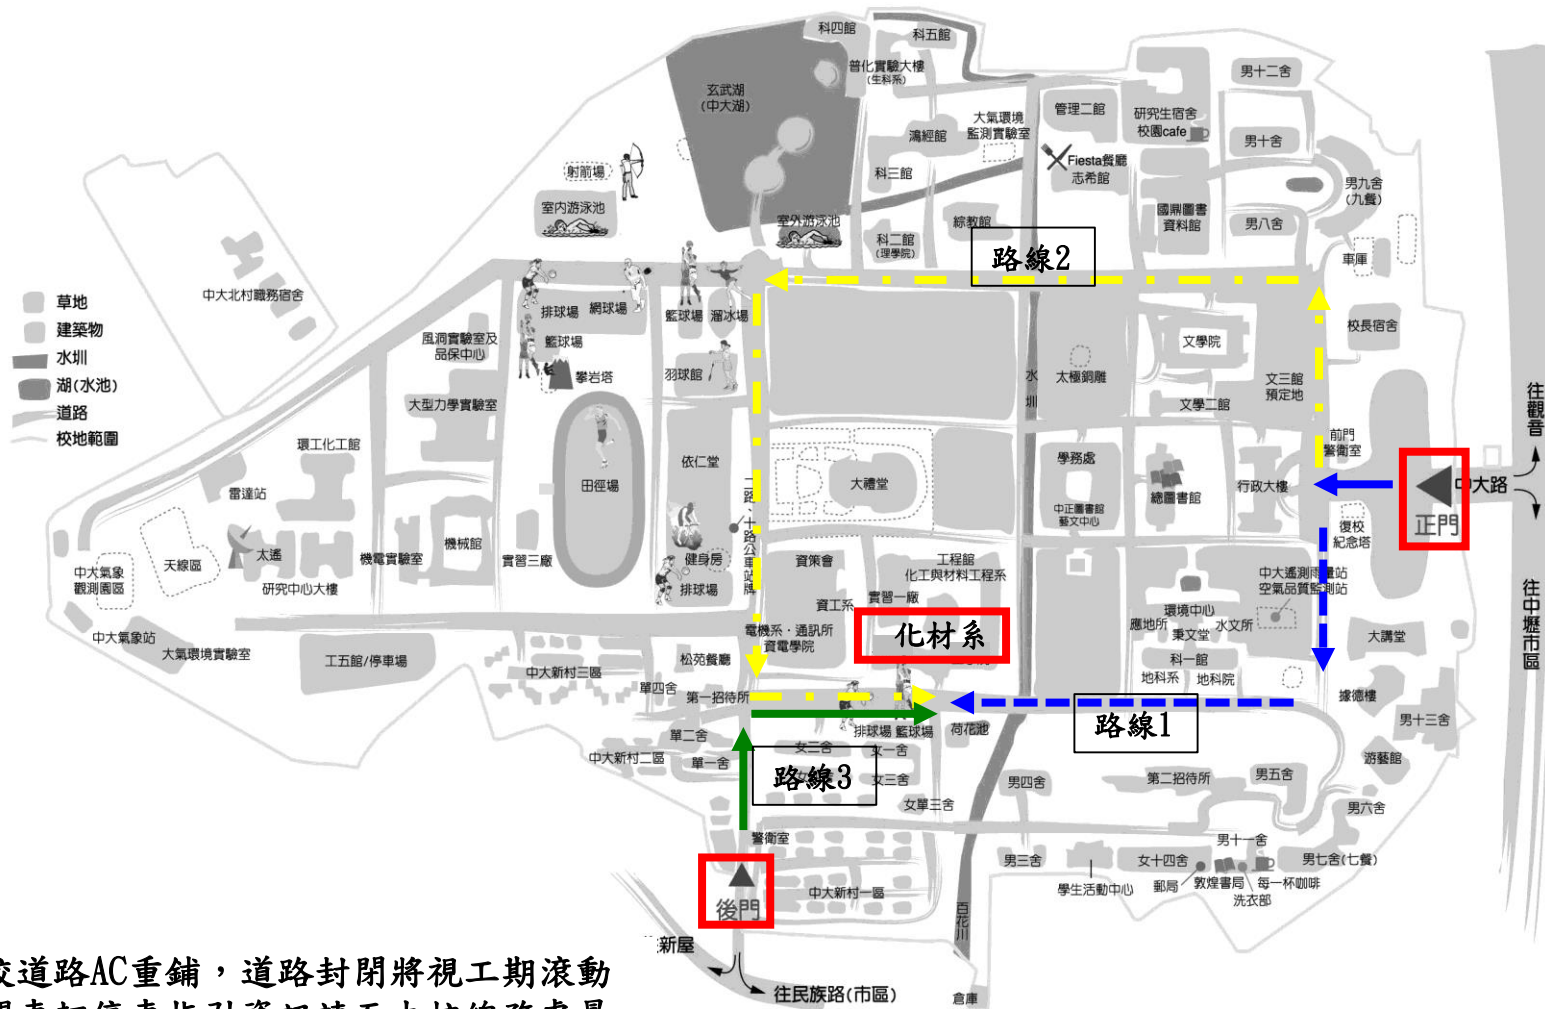 科四館
科五館
普化實驗大樓
(生科系)
男十二舍
玄武湖
(中大湖)
管理二館
研究生宿舍
校園cafe
大氣環境
監測實驗室
鴻經館
男十舍
Fiesta餐廳
志希館
射箭場
科三館
男九舍
(九餐)
室內游泳池
室外游泳池
綜教館
國鼎圖書
資料館
男八舍
科二館
(理學院)
路線2
車庫
中大北村職務宿舍
草地
建築物
水圳
湖(水池)
道路
校地範圍
排球場
網球場
籃球場
溜冰場
校長宿舍
風洞實驗室及
品保中心
籃球場
文學院
攀岩塔
羽球館
水圳
太極銅雕
文三館
預定地
往觀音
大型力學實驗室
文學二館
環工化工館
依仁堂
前門
警衛室
學務處
雷達站
田徑場
二路、十路公車站牌
大禮堂
總圖書館
行政大樓
中大路
正門
中正圖書館
藝文中心
復校
紀念塔
太遙
天線區
機電實驗室
機械館
實習三廠
健身房
資策會
工程館
化工與材料工程系
中大氣象
觀測園區
研究中心大樓
排球場
實習一廠
資工系
中大遙測雨量站
空氣品質監測站
環境中心
往中壢市區
應地所
秉文堂
水文所
中大氣象站
大氣環境實驗室
電機系・通訊所
資電學院
化材系
大講堂
工五館/停車場
松苑餐廳
中大新村三區
科一館
地科系
地科院
單四舍
第一招待所
據德樓
男十三舍
路線1
排球場
籃球場
荷花池
單二舍
中大新村二區
單一舍
女二舍
女一舍
游藝館
路線3
女三舍
男四舍
第二招待所
男五舍
女單三舍
男六舍
警衛室
男十一舍
男三舍
女十四舍
男七舍(七餐)
學生活動中心
郵局
敦煌書局
每一杯咖啡
洗衣部
中大新村一區
後門
百花川
新屋
道路AC重鋪，道路封閉將視工期滾動
往民族路(市區)
倉庫